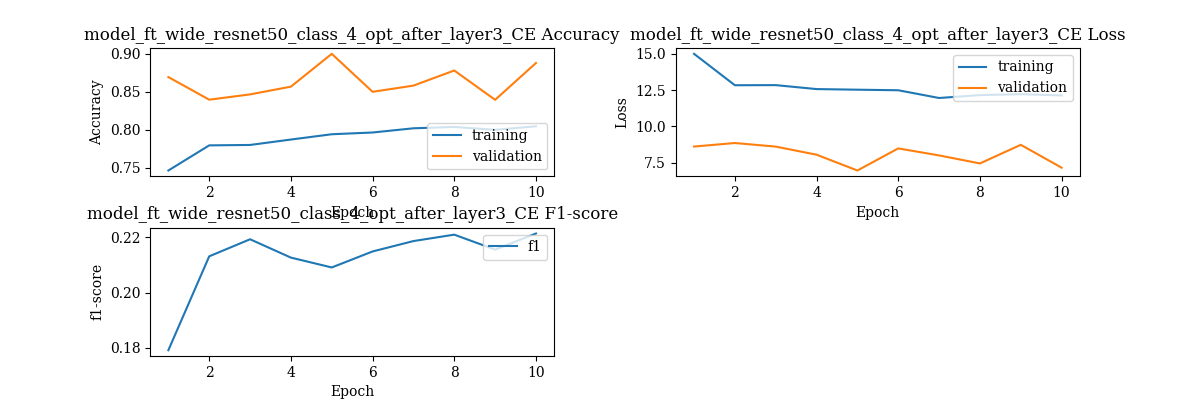 model_ft_wide_resnet50_class_4_opt_after_layer3_CE Accuracy
0.90
0.85
0.80
0.75
Accuracy
training
validation
2 4 6 8 10
Epoch
model_ft_wide_resnet50_class_4_opt_after_layer3_CE Loss
15.0
12.5
10.0
7.5
Loss
training
validation
2 4 6 8 10
Epoch
model_ft_wide_resnet50_class_4_opt_after_layer3_CE F1-score
0.22
0.20
0.18
f1-score
f1
2 4 6 8 10
Epoch